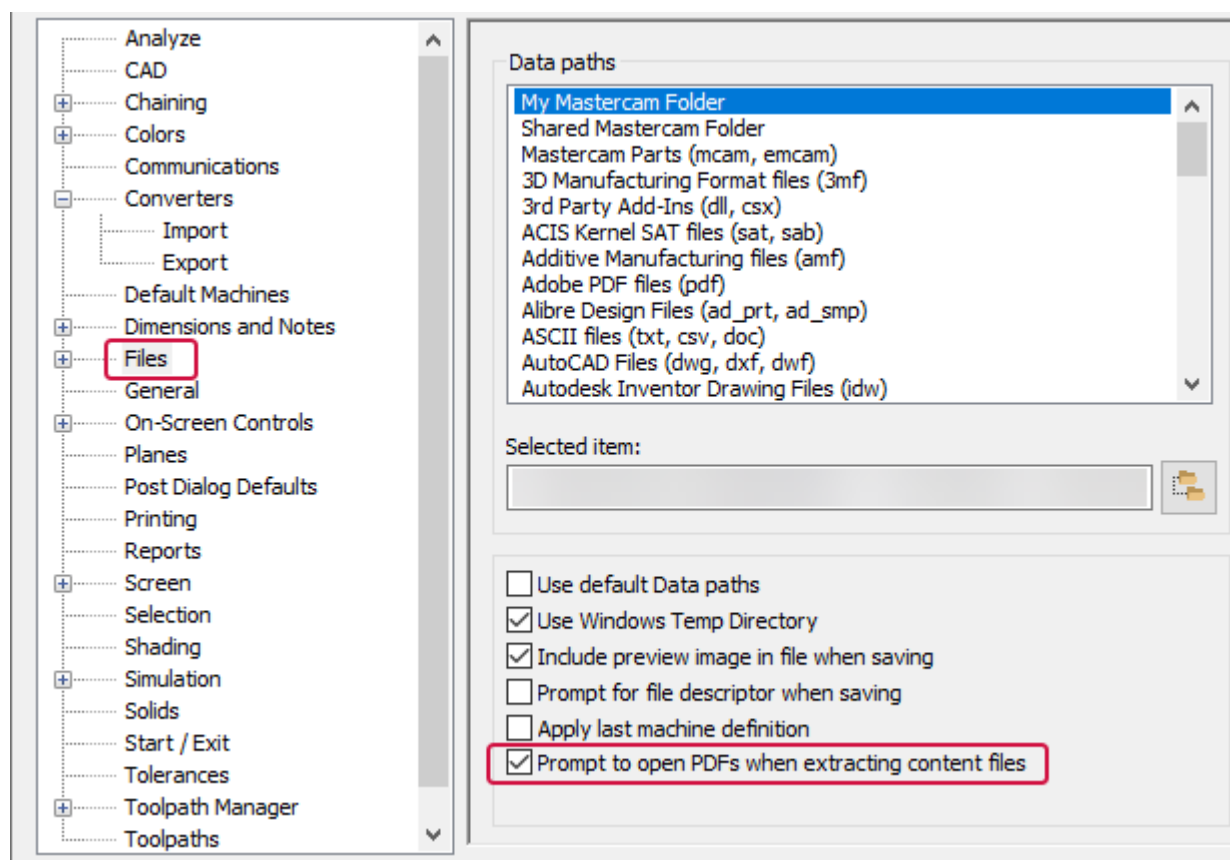 Analyze
CAD
Chaining
Colors
Communications
Converters
Import
Export
Default Machines
Dimensions and Notes
Files
General
On-Screen Controls
Planes
Post Dialog Defaults
Printing
Reports
Screen
Selection
Shading
Simulation
Solids
Start / Exit
Tolerances
Toolpath Manager
Toolpaths
Data paths
My Mastercam Folder
Shared Mastercam Folder
Mastercam Parts (mcam, emcam)
3D Manufacturing Format files (3mf)
3rd Party Add-Ins (dll, csx)
ACIS Kernel SAT files (sat, sab)
Additive Manufacturing files (amf)
Adobe PDF files (pdf)
Alibre Design Files (ad_prt, ad_smp)
ASCII files (txt, csv, doc)
AutoCAD Files (dwg, dxf, dwf)
Autodesk Inventor Drawing Files (idw)
Selected item:
Use default Data paths
Use Windows Temp Directory
Include preview image in file when saving
Prompt for file descriptor when saving
Apply last machine definition
Prompt to open PDFs when extracting content files